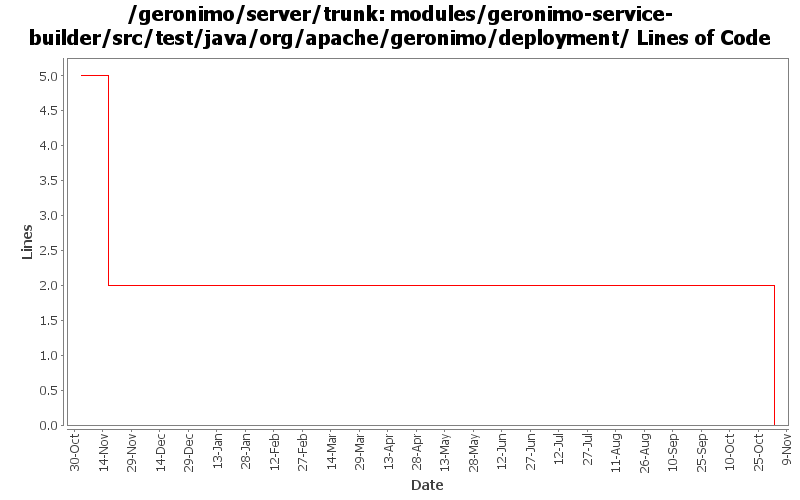 /geronimo/server/trunk: modules/geronimo-service-
builder/src/test/java/org/apache/geronimo/deployment/ Lines of Code
Lines
5.0
4.5
4.0
3.5
3.0
2.5
2.0
1.5
1.0
0.5
0.0
30-Oct
14-Nov
29-Nov
14-Dec
29-Dec
13-Jan
28-Jan
12-Feb
27-Feb
14-Mar
29-Mar
13-Apr
28-Apr
13-May
28-May
12-Jun
27-Jun
12-Jul
27-Jul
11-Aug
26-Aug
10-Sep
25-Sep
10-Oct
25-Oct
9-Nov
Date